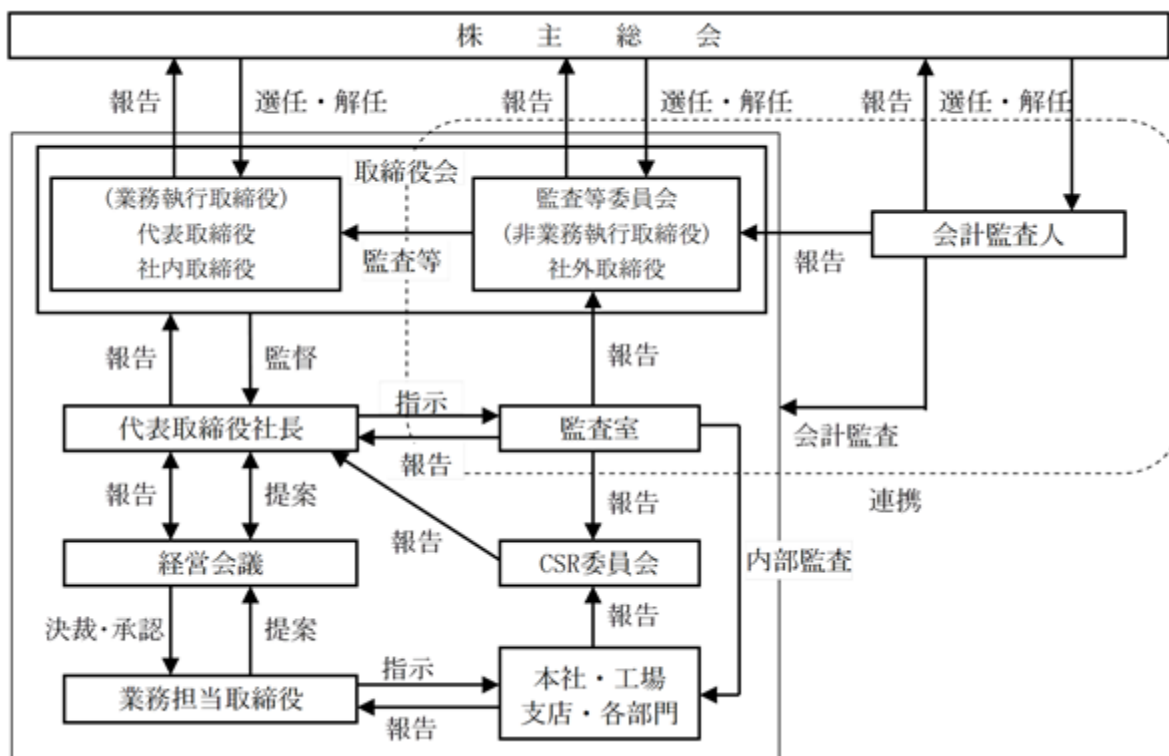 株主総会
報告
選任・解任
報告
選任・解任
報告
選任・解任
取締役会
(業務執行取締役)
代表取締役
社内取締役
監査等
監査等委員会
(非業務執行取締役)
社外取締役
報告
会計監査人
報告
監督
報告
会計監査
連携
代表取締役社長
指示
報告
監査室
報告
提案
報告
報告
内部監査
経営会議
CSR委員会
決裁・承認
提案
報告
業務担当取締役
指示
報告
本社・工場
支店・各部門